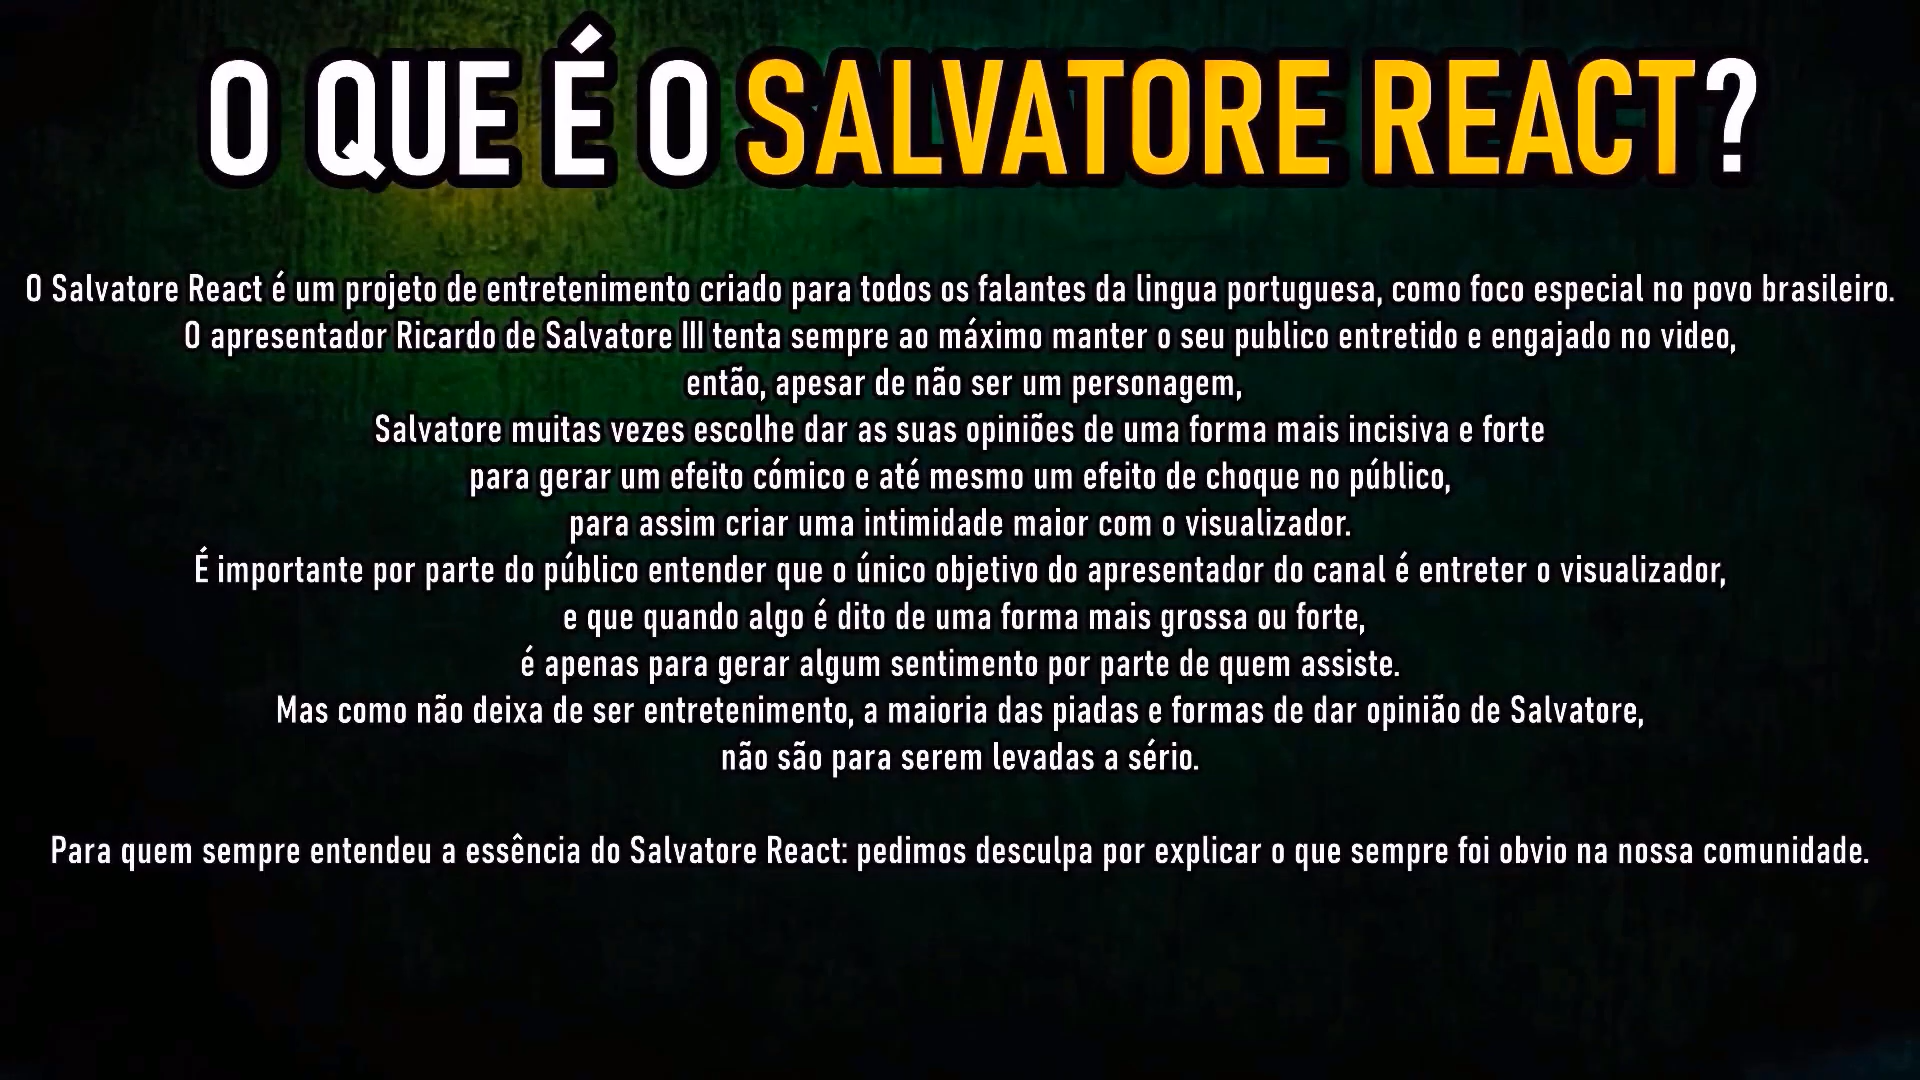 O QUE É O SALVATORE REACT?
O Salvatore React é um projeto de entretenimento criado para todos os falantes da lingua portuguesa, como foco especial no povo brasileiro.
O apresentador Ricardo de Salvatore III tenta sempre ao máximo manter o seu publico entretido e engajado no video,
então, apesar de não ser um personagem,
Salvatore muitas vezes escolhe dar as suas opiniões de uma forma mais incisiva e forte
para gerar um efeito cómico e até mesmo um efeito de choque no público,
para assim criar uma intimidade maior com o visualizador.
É importante por parte do público entender que o único objetivo do apresentador do canal é entreter o visualizador,
e que quando algo é dito de uma forma mais grossa ou forte,
é apenas para gerar algum sentimento por parte de quem assiste.
Mas como não deixa de ser entretenimento, a maioria das piadas e formas de dar opinião de Salvatore,
não são para serem levadas a sério.
Para quem sempre entendeu a essência do Salvatore React: pedimos desculpa por explicar o que sempre foi obvio na nossa comunidade.